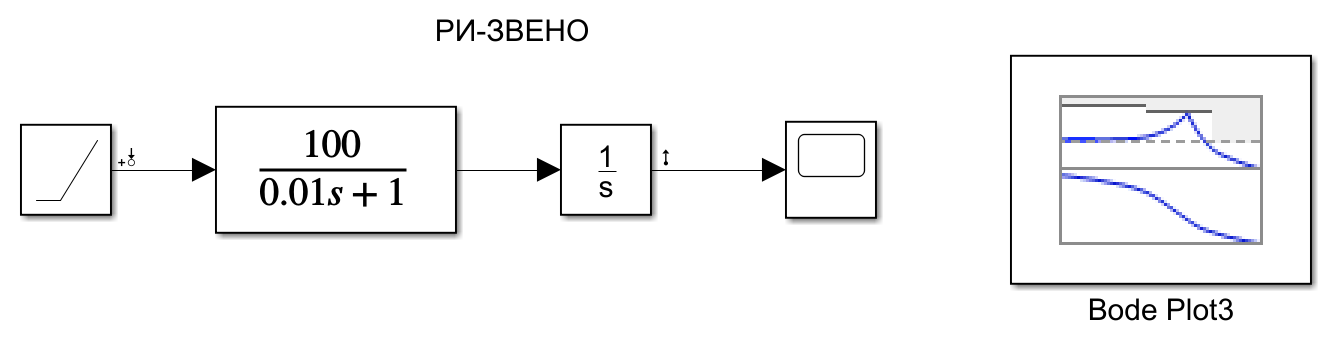 РИ-ЗВЕНО
100
0.01s + 1
1
s
Bode Plot3